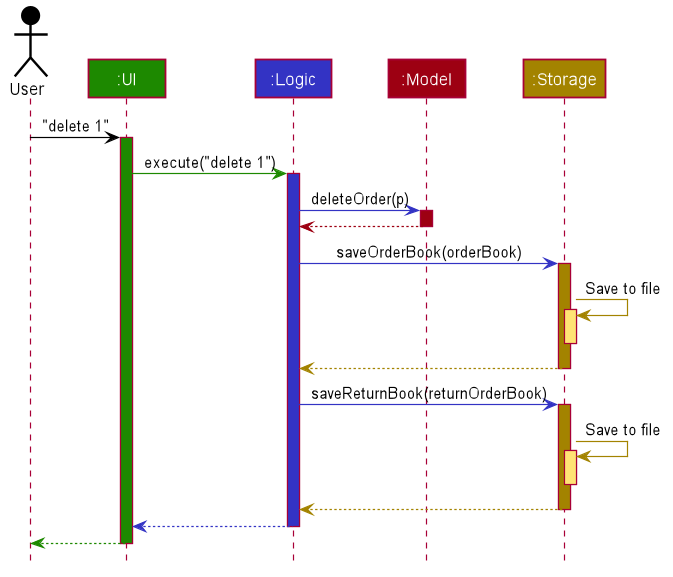 User
:UI
:Logic
:Model
:Storage
"delete 1"
execute("delete 1")
deleteOrder(p)
saveOrderBook(orderBook)
Save to file
saveReturnBook(returnOrderBook)
Save to file